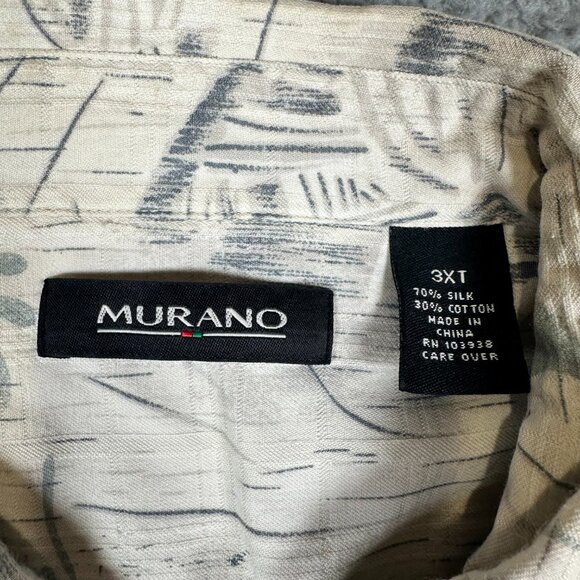 MURANO
3XT
70% SILK
30% COTTON
MADE IN
CHINA
RN 103938
CARE OVER